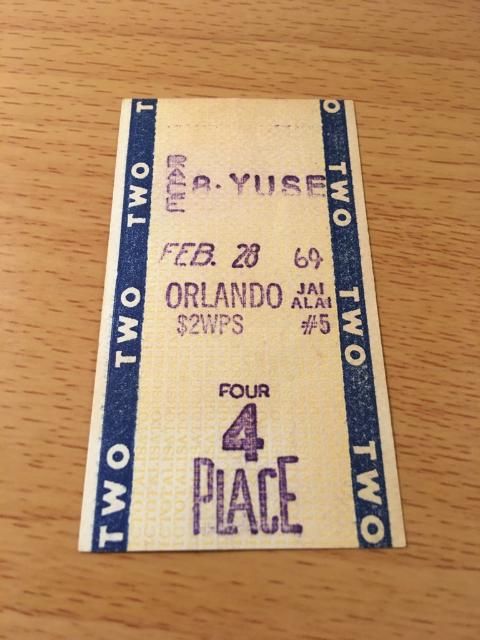 RACE 8·YUSE
FEB. 28 69
ORLANDO JAI ALAI
$2WPS #5
FOUR
4
PLACE
TWO TWO TWO TWO
TWO TWO TWO TWO